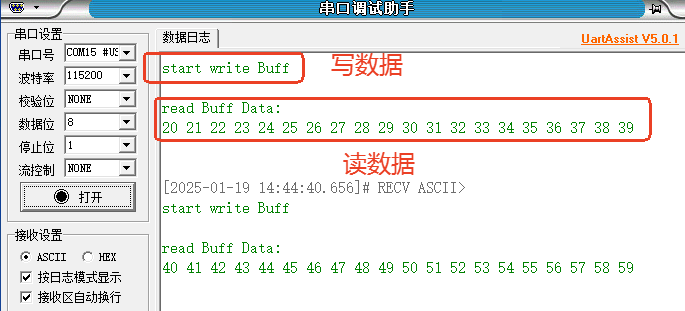 串口调试助手
串口设置
串口号 COM15 #US
波特率 115200
校验位 NONE
数据位 8
停止位 1
流控制 NONE
打开
接收设置
ASCII HEX
按日志模式显示
接收区自动换行
数据日志
UartAssist V5.0.1
start write Buff 写数据
read Buff Data:
20 21 22 23 24 25 26 27 28 29 30 31 32 33 34 35 36 37 38 39
读数据
[2025-01-19 14:44:40.656]# RECV ASCII>
start write Buff
read Buff Data:
40 41 42 43 44 45 46 47 48 49 50 51 52 53 54 55 56 57 58 59